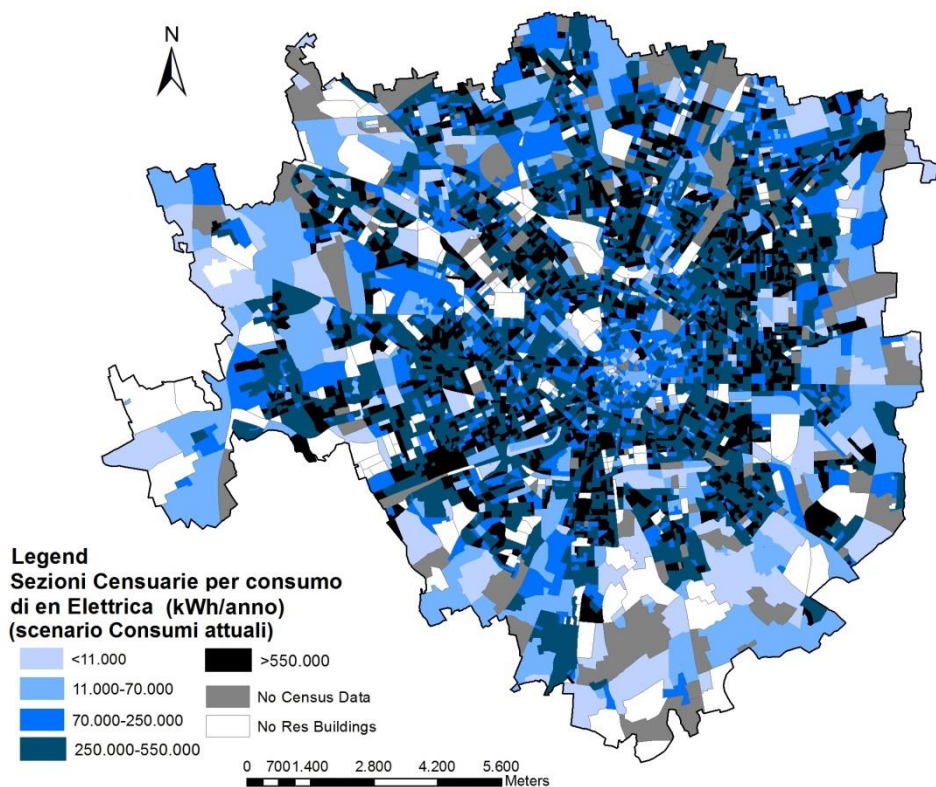 N
Legend
Sezioni Censuarie per consumo
di en Elettrica (kWh/anno)
(scenario Consumi attuali)
<11.000
>550.000
11.000-70.000
No Census Data
70.000-250.000
No Res Buildings
250.000-550.000
0 700 1.400 2.800 4.200 5.600
Meters